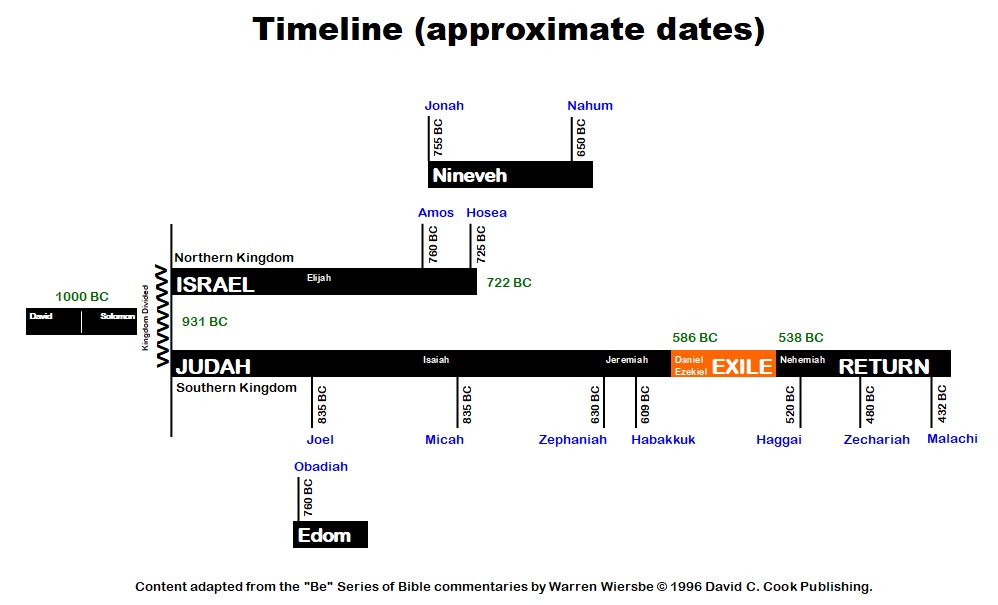 Timeline (approximate dates)
Jonah
Nahum
755 BC
650 BC
Nineveh
Amos
Hosea
760 BC
725 BC
Northern Kingdom
ISRAEL
Elijah
722 BC
1000 BC
David
Solomon
Kingdom Divided
931 BC
586 BC
538 BC
JUDAH
Isaiah
Jeremiah
Daniel
Ezekiel
EXILE
Nehemiah
RETURN
Southern Kingdom
835 BC
835 BC
630 BC
609 BC
520 BC
480 BC
432 BC
Joel
Micah
Zephaniah
Habakkuk
Haggai
Zechariah
Malachi
Obadiah
760 BC
Edom
Content adapted from the "Be" Series of Bible commentaries by Warren Wiersbe © 1996 David C. Cook Publishing.